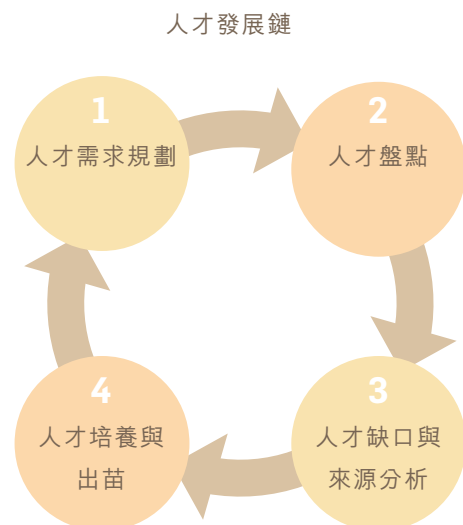 人才發展鏈
1
人才需求規劃
2
人才盤點
3
人才缺口與
來源分析
4
人才培養與
出苗